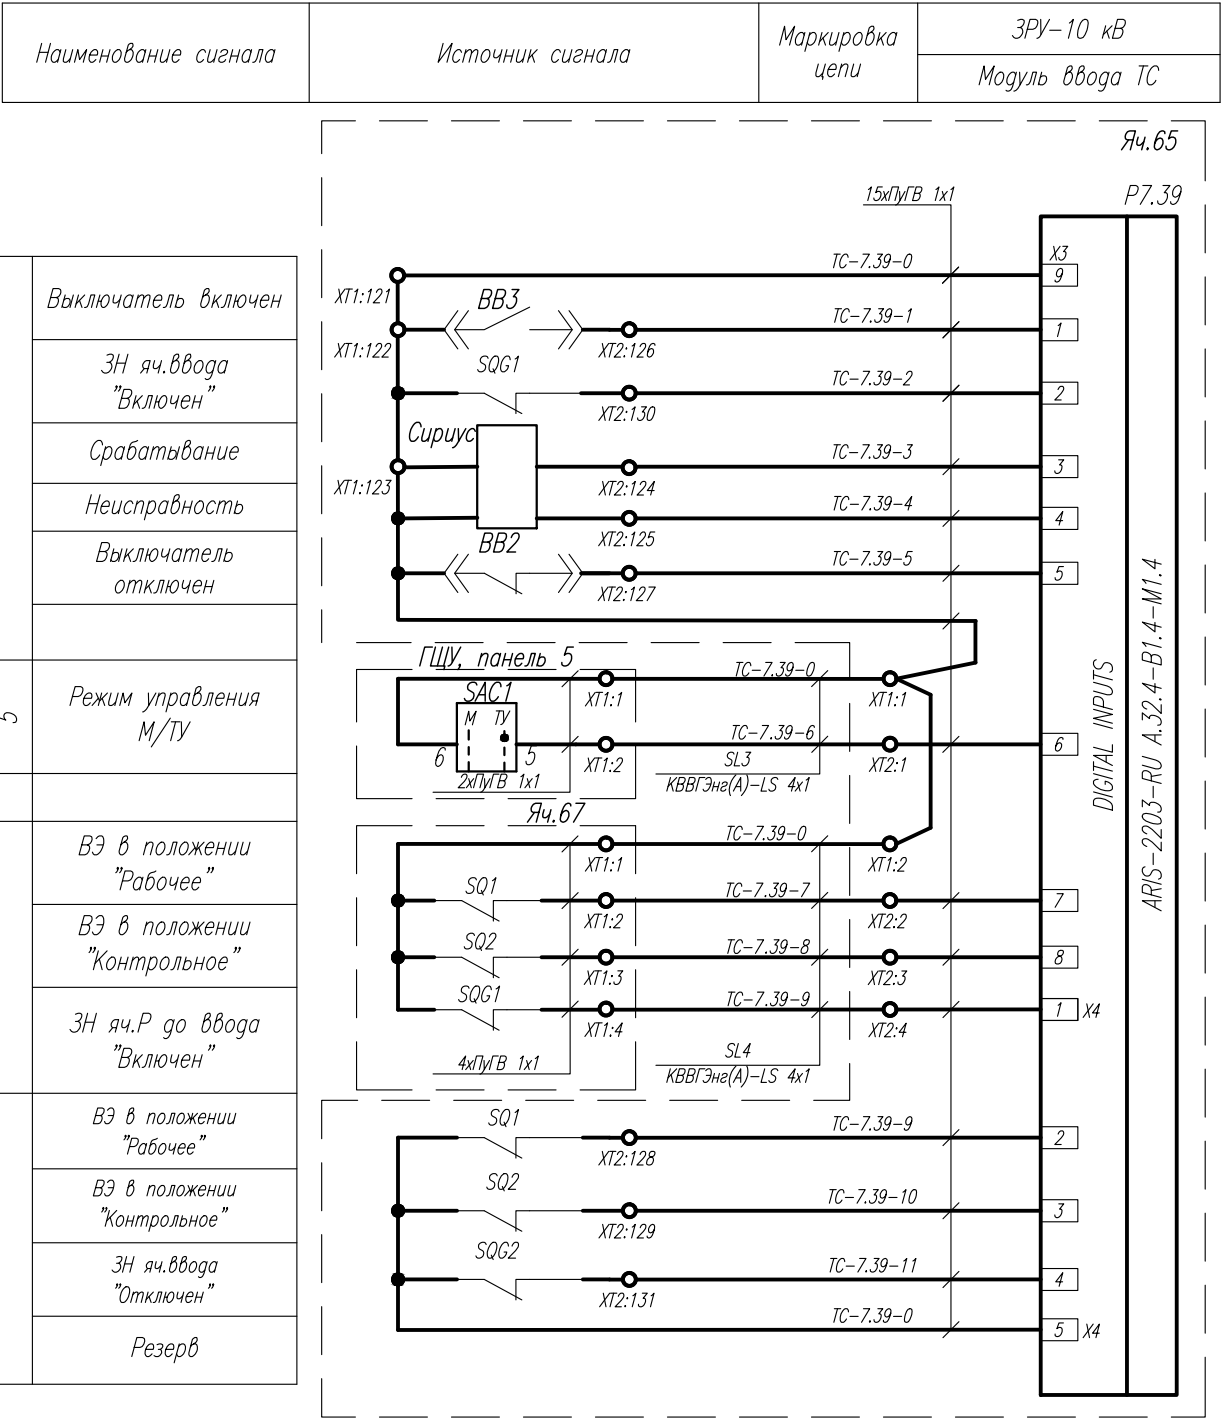 Наименование сигнала
Источник сигнала
Маркировка
цепи
ЗРУ-10 кВ
Модуль ввода ТС
Яч.65
15хПуГВ 1х1
Р7.39
Выключатель включен
ХТ1:121
ТС-7.39-0
Х3
9
ХТ1:122
ВВ3
ХТ2:126
ТС-7.39-1
1
ЗН яч.ввода
"Включен"
SQG1
ХТ2:130
ТС-7.39-2
2
Срабатывание
Сириус
ХТ1:123
ХТ2:124
ТС-7.39-3
3
Неисправность
ХТ2:125
ТС-7.39-4
4
Выключатель
отключен
ВВ2
ХТ2:127
ТС-7.39-5
5
ГЩУ, панель 5
5
Режим управления
М/ТУ
SAC1
М ТУ
6
5
2хПуГВ 1х1
ХТ1:1
ТС-7.39-0
ХТ1:1
ХТ1:2
ТС-7.39-6
ХТ2:1
6
SL3
КВВГЭнг(А)-LS 4х1
DIGITAL INPUTS
ARIS-2203-RU A.32.4-B1.4-M1.4
Яч.67
ВЭ в положении
"Рабочее"
ХТ1:1
ТС-7.39-0
ХТ1:2
SQ1
ХТ1:2
ТС-7.39-7
ХТ2:2
7
ВЭ в положении
"Контрольное"
SQ2
ХТ1:3
ТС-7.39-8
ХТ2:3
8
ЗН яч.Р до ввода
"Включен"
SQG1
ХТ1:4
ТС-7.39-9
ХТ2:4
1 Х4
4хПуГВ 1х1
SL4
КВВГЭнг(А)-LS 4х1
ВЭ в положении
"Рабочее"
SQ1
ХТ2:128
ТС-7.39-9
2
ВЭ в положении
"Контрольное"
SQ2
ХТ2:129
ТС-7.39-10
3
ЗН яч.ввода
"Отключен"
SQG2
ХТ2:131
ТС-7.39-11
4
Резерв
ТС-7.39-0
5 Х4